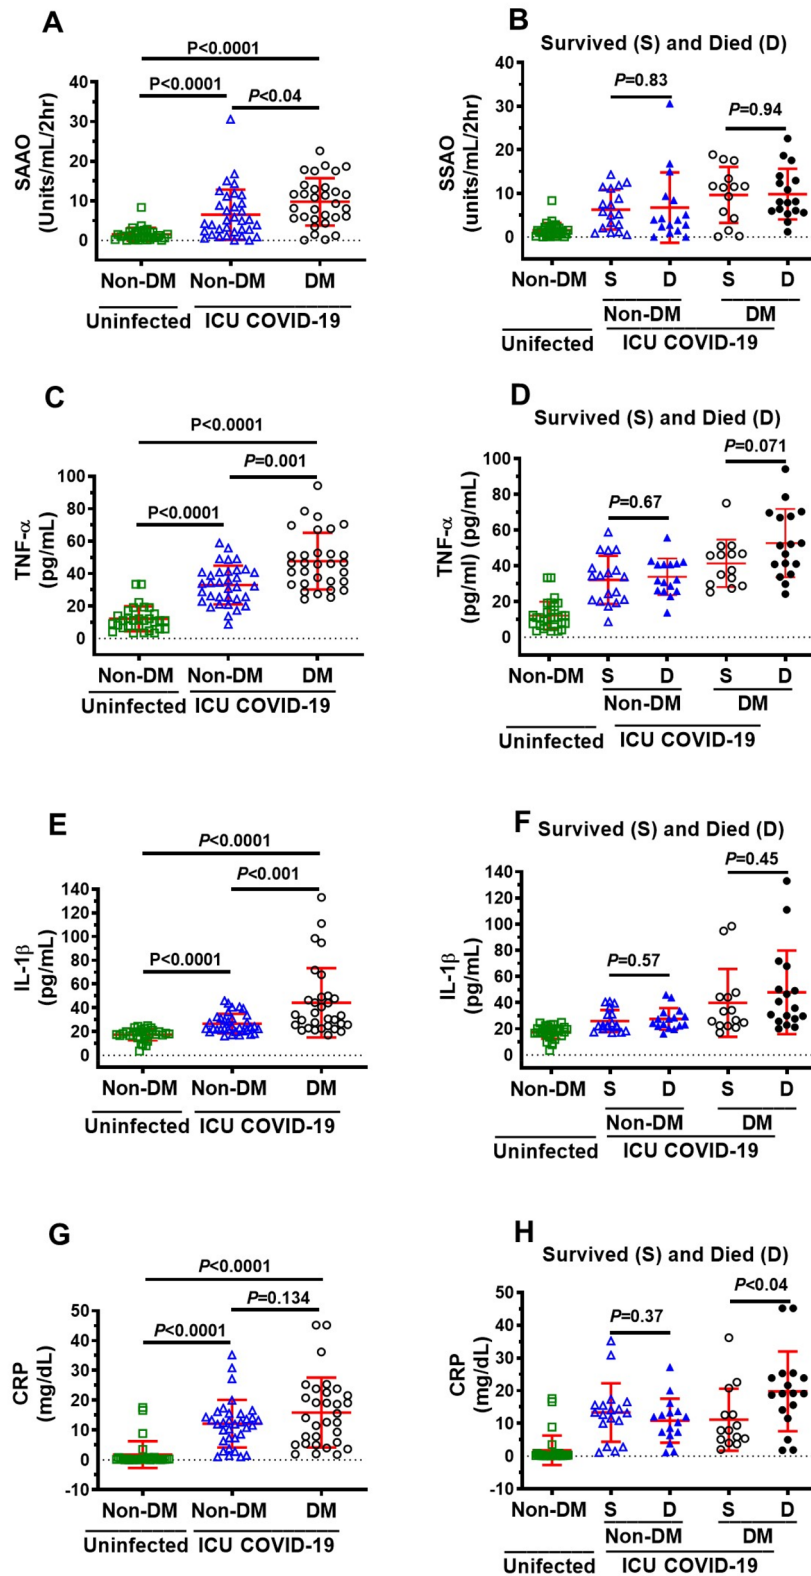 A
P<0.0001
P<0.0001
P<0.04
SAAO
(Units/mL/2hr)
40
30
20
10
0
Non-DM
Non-DM
DM
Uninfected
ICU COVID-19
B
Survived (S) and Died (D)
P=0.83
P=0.94
SSAO
(units/mL/2hr)
40
30
20
10
0
Non-DM
S
D
S
D
Non-DM
DM
Unifected
ICU COVID-19
C
P<0.0001
P=0.001
P<0.0001
TNF-α
(pg/mL)
100
80
60
40
20
0
Non-DM
Non-DM
DM
Uninfected
ICU COVID-19
D
Survived (S) and Died (D)
P=0.071
P=0.67
TNF-α
(pg/ml) (pg/mL)
100
80
60
40
20
0
Non-DM
S
D
S
D
Non-DM
DM
Uninfected
ICU COVID-19
E
P<0.0001
P<0.001
P<0.0001
IL-1β
(pg/mL)
140
120
100
80
60
40
20
0
Non-DM
Non-DM
DM
Uninfected
ICU COVID-19
F
Survived (S) and Died (D)
P=0.45
P=0.57
IL-1β
(pg/mL)
140
120
100
80
60
40
20
0
Non-DM
S
D
S
D
Non-DM
DM
Uninfected
ICU COVID-19
G
P<0.0001
P=0.134
P<0.0001
CRP
(mg/dL)
50
40
30
20
10
0
-10
Non-DM
Non-DM
DM
Uninfected
ICU COVID-19
H
Survived (S) and Died (D)
P<0.04
P=0.37
CRP
(mg/dL)
50
40
30
20
10
0
-10
Non-DM
S
D
S
D
Non-DM
DM
Uninfected
ICU COVID-19